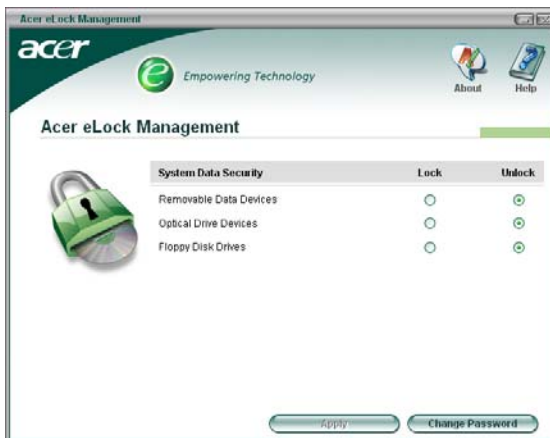 Acer eLock Management
acer
e Empowering Technology
About Help
Acer eLock Management
System Data Security Lock Unlock
Removable Data Devices
Optical Drive Devices
Floppy Disk Drives
Apply Change Password